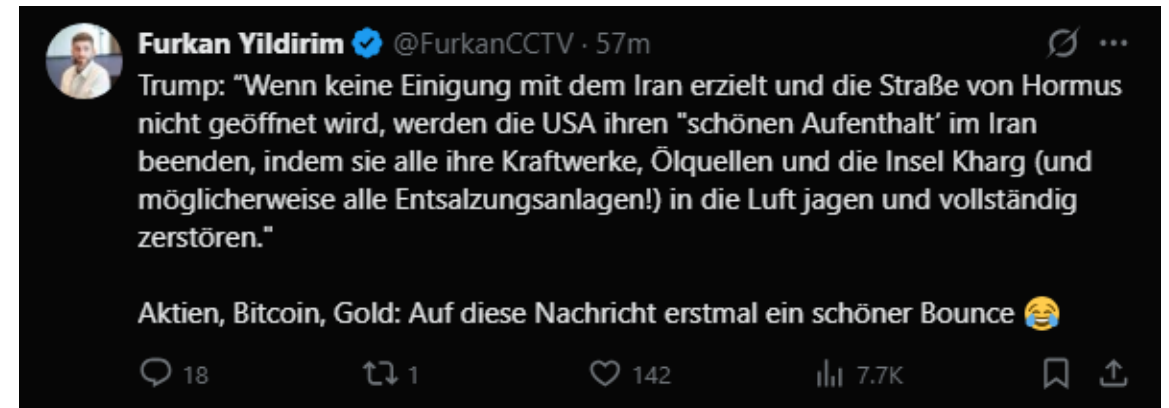 Furkan Yildirim @FurkanCCTV · 57m
Trump: “Wenn keine Einigung mit dem Iran erzielt und die Straße von Hormus
nicht geöffnet wird, werden die USA ihren "schönen Aufenthalt‘ im Iran
beenden, indem sie alle ihre Kraftwerke, Ölquellen und die Insel Kharg (und
möglicherweise alle Entsalzungsanlagen!) in die Luft jagen und vollständig
zerstören."
Aktien, Bitcoin, Gold: Auf diese Nachricht erstmal ein schöner Bounce 😂
18 1 142 7.7K